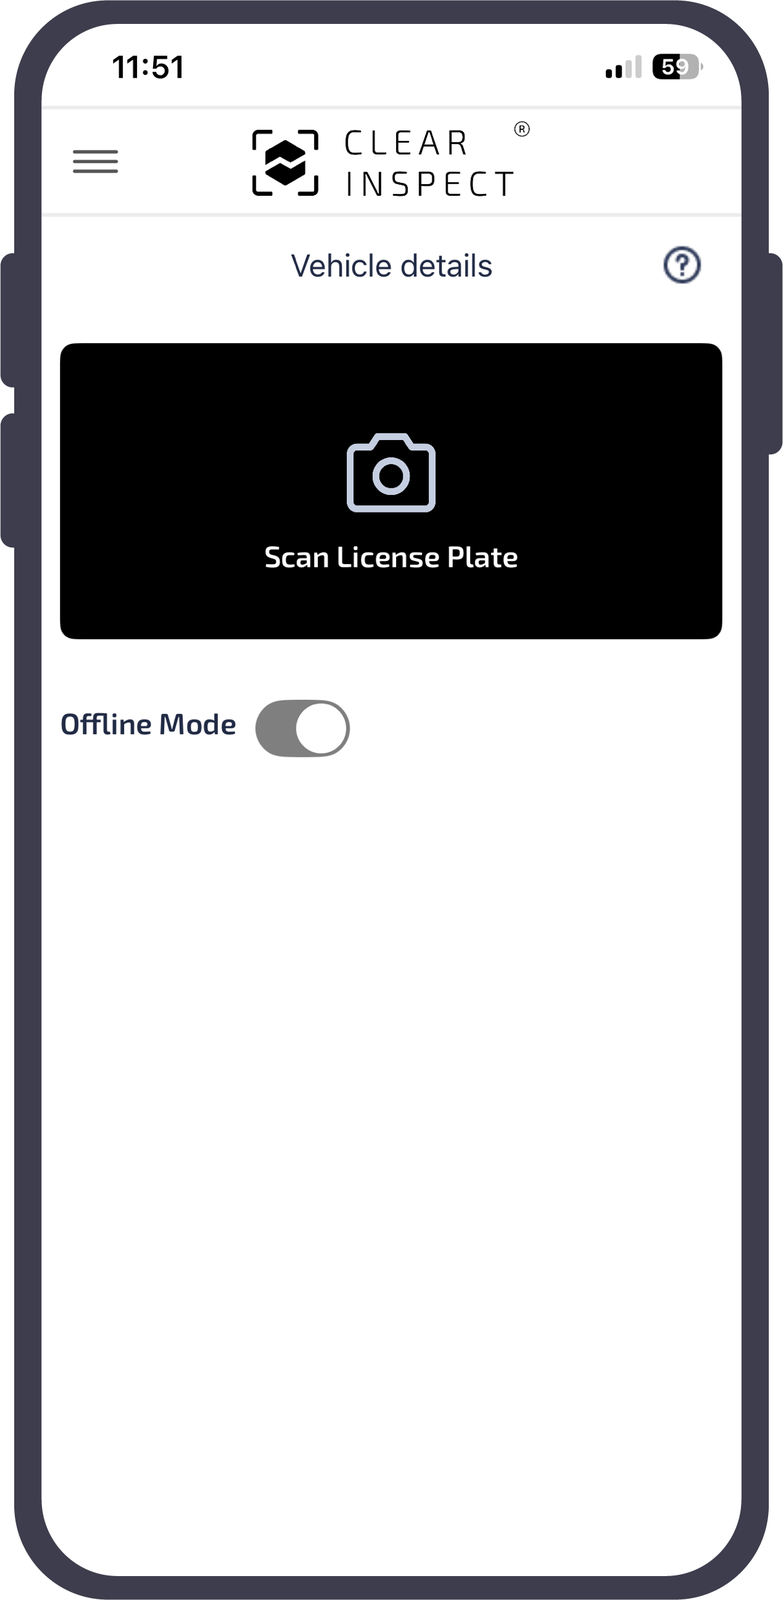 11:51
59
CLEAR ®
INSPECT
Vehicle details
?
Scan License Plate
Offline Mode